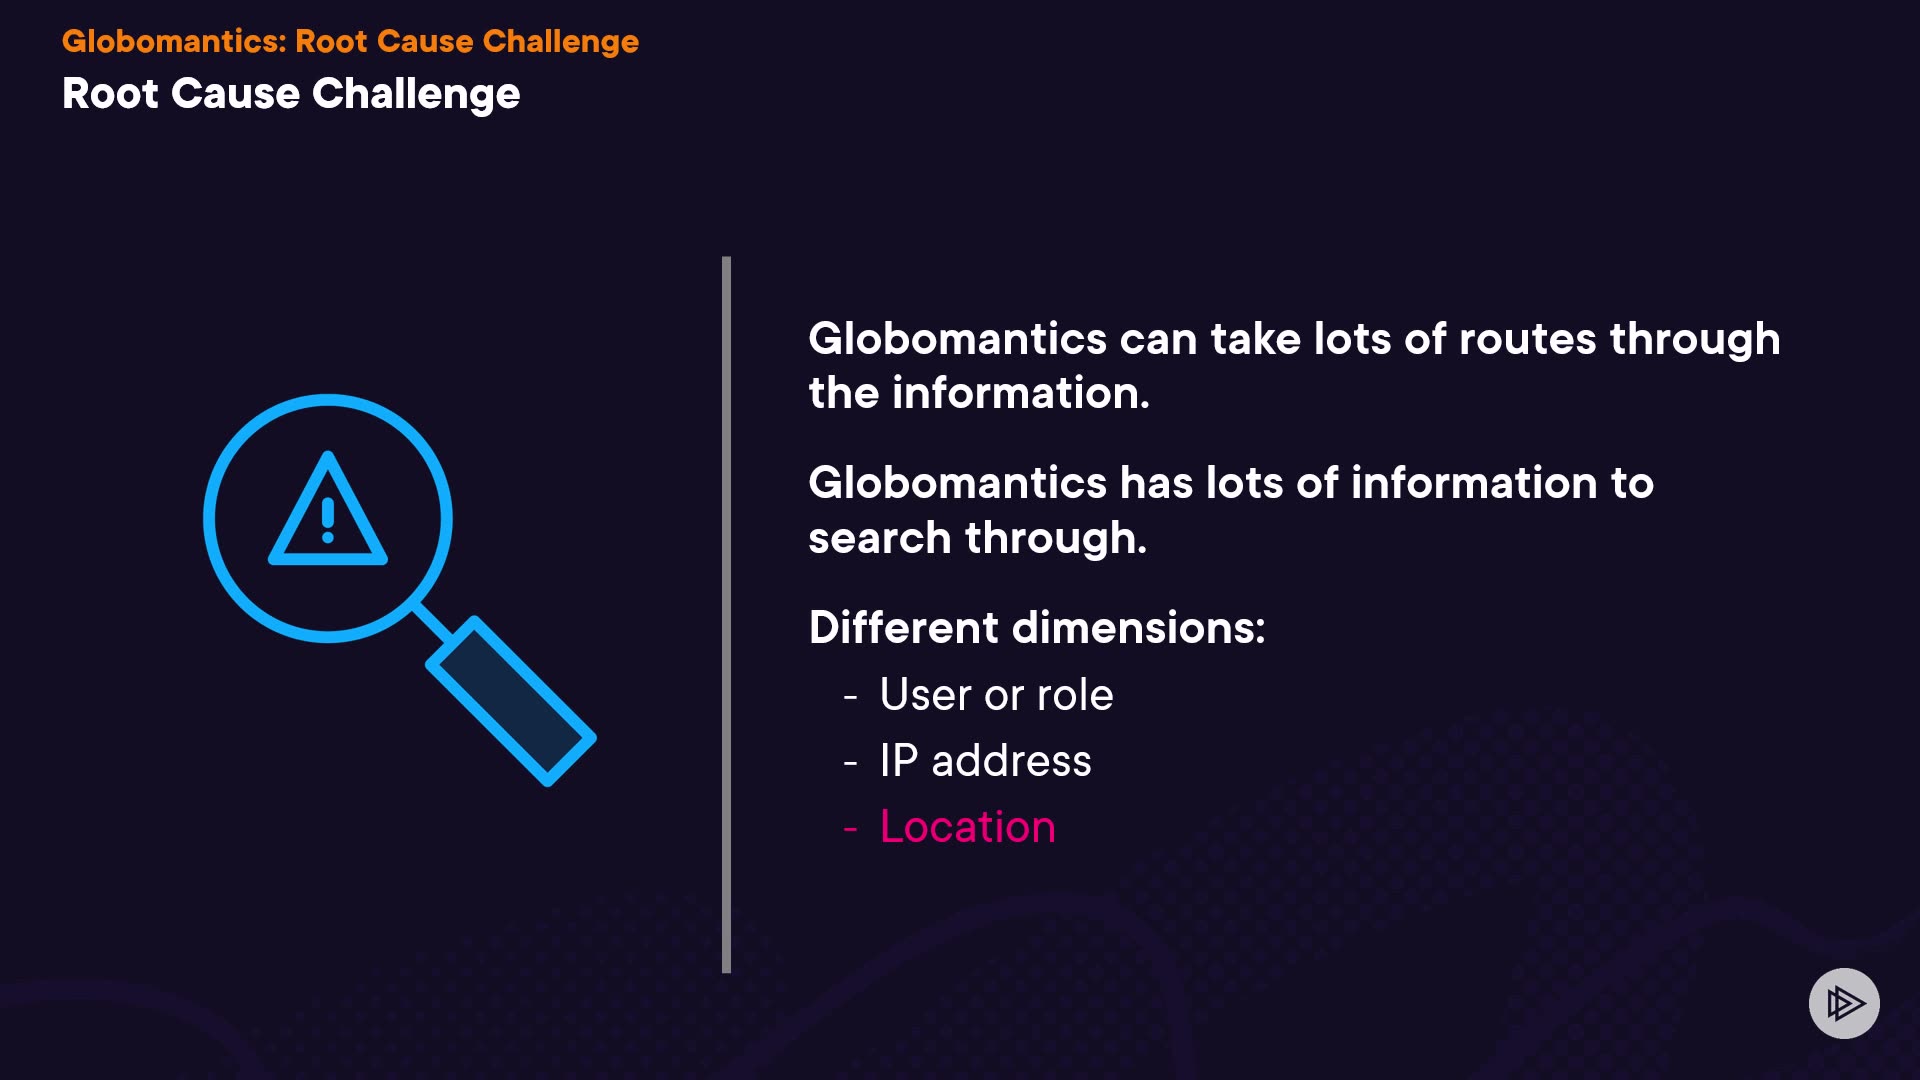 Globomantics: Root Cause Challenge
Root Cause Challenge
Globomantics can take lots of routes through
the information.
Globomantics has lots of information to
search through.
Different dimensions:
- User or role
- IP address
- Location